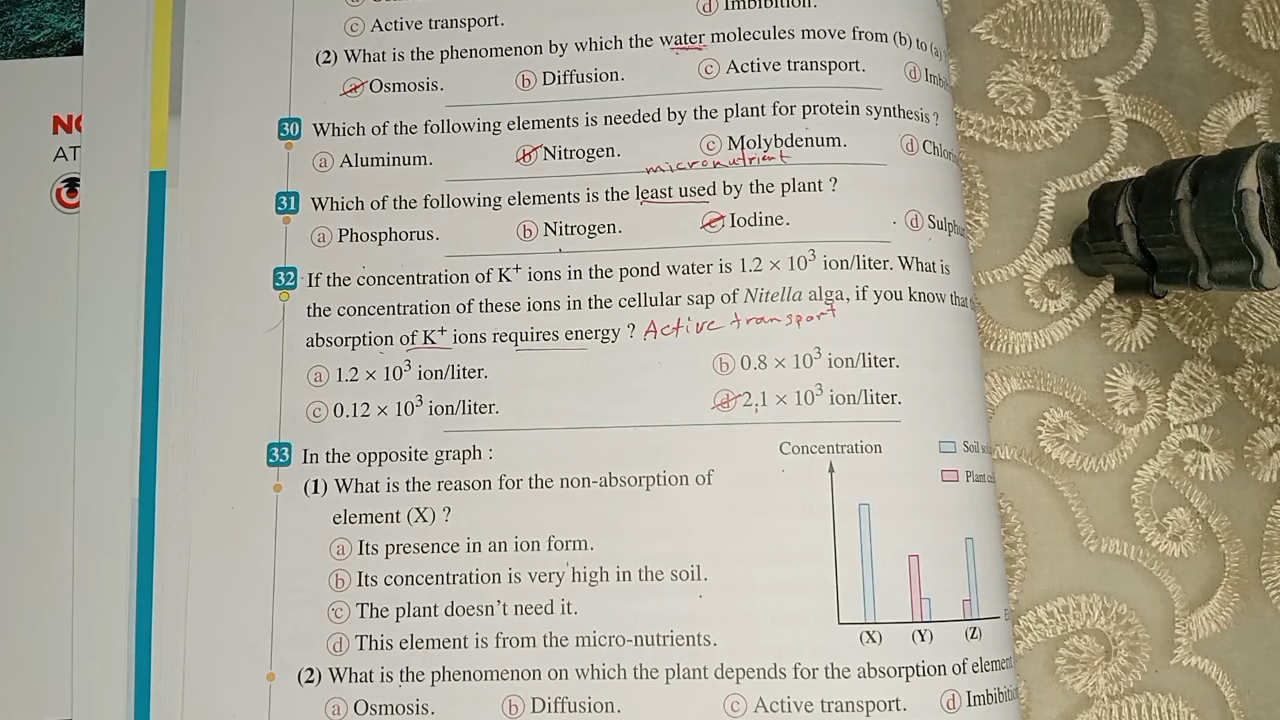 c Active transport.
d Imbibition.
(2) What is the phenomenon by which the water molecules move from (b) to (a)
a Osmosis. b Diffusion. c Active transport. d
30 Which of the following elements is needed by the plant for protein synthesis ?
a Aluminum. b Nitrogen. c Molybdenum. d
micronutrient
31 Which of the following elements is the least used by the plant ?
a Phosphorus. b Nitrogen. c Iodine. d
32 If the concentration of K+ ions in the pond water is 1.2 × 10³ ion/liter. What is
the concentration of these ions in the cellular sap of Nitella alga, if you know that
absorption of K+ ions requires energy ? Active transport
a 1.2 × 10³ ion/liter. b 0.8 × 10³ ion/liter.
c 0.12 × 10³ ion/liter. d 2,1 × 10³ ion/liter.
33 In the opposite graph :
(1) What is the reason for the non-absorption of
element (X) ?
a Its presence in an ion form.
b Its concentration is very high in the soil.
c The plant doesn't need it.
d This element is from the micro-nutrients.
Concentration
Soil
Plant
(X) (Y) (Z)
(2) What is the phenomenon on which the plant depends for the absorption of element
a Osmosis. b Diffusion. c Active transport. d
AT